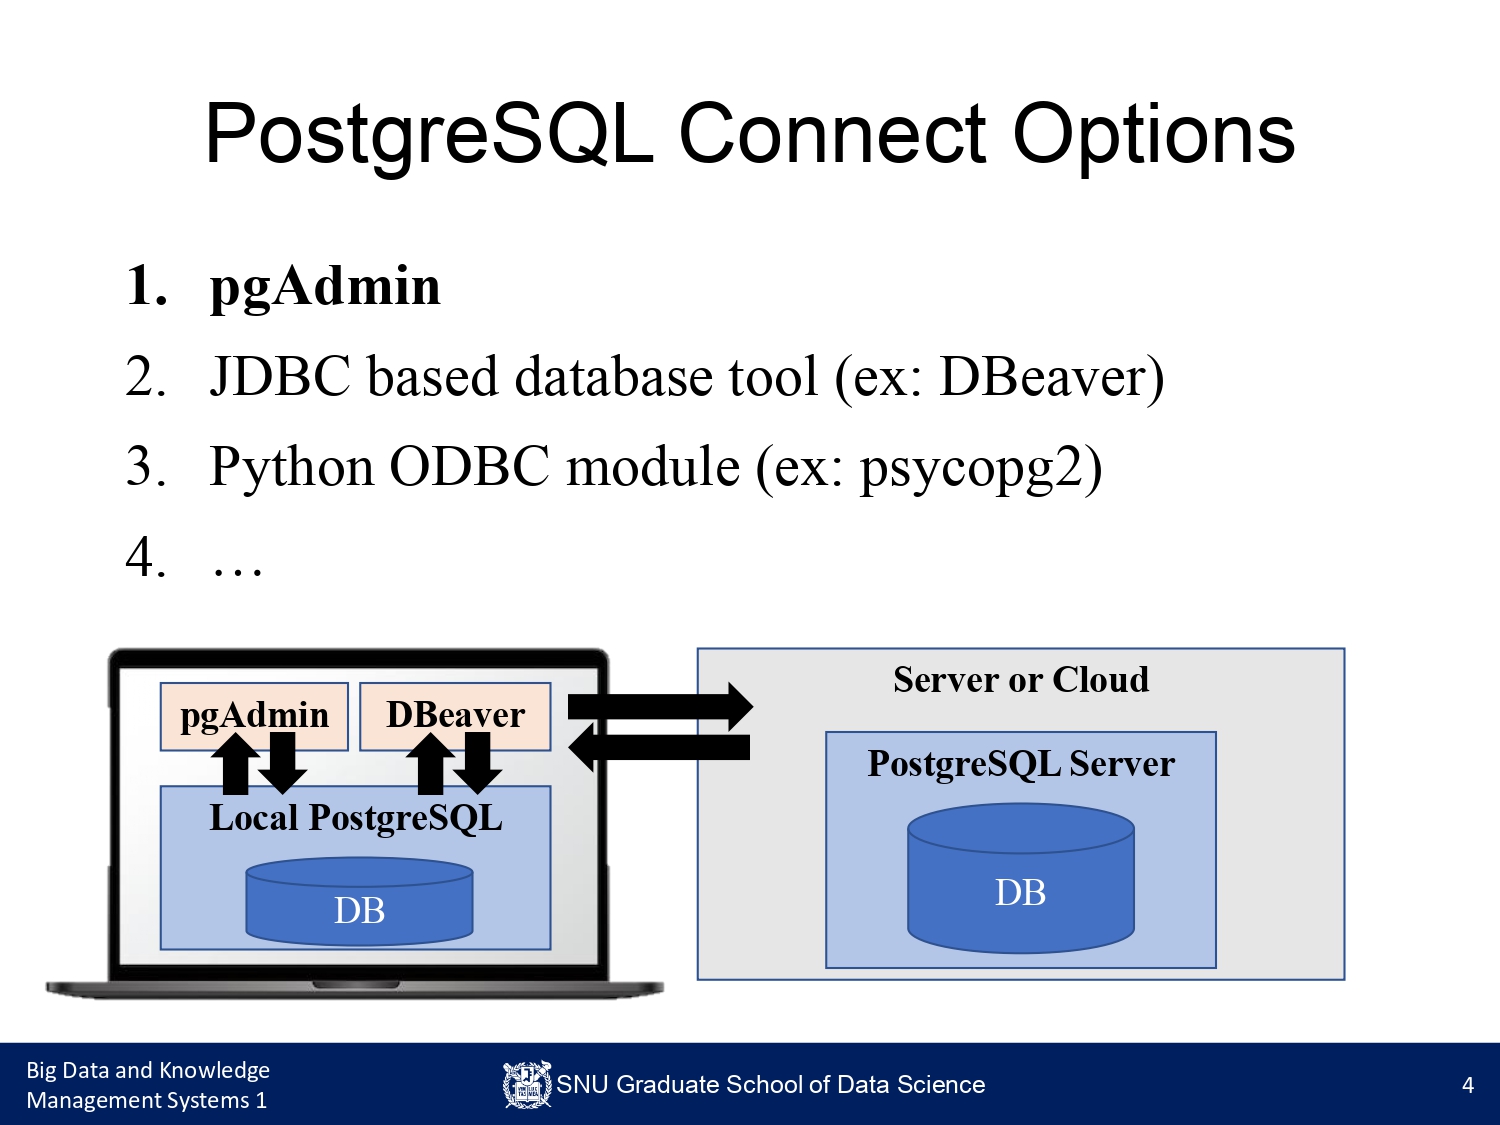 PostgreSQL Connect Options
1. pgAdmin
2. JDBC based database tool (ex: DBeaver)
3. Python ODBC module (ex: psycopg2)
4. …
pgAdmin
DBeaver
Local PostgreSQL
DB
Server or Cloud
PostgreSQL Server
DB
Big Data and Knowledge
Management Systems 1
SNU Graduate School of Data Science
4